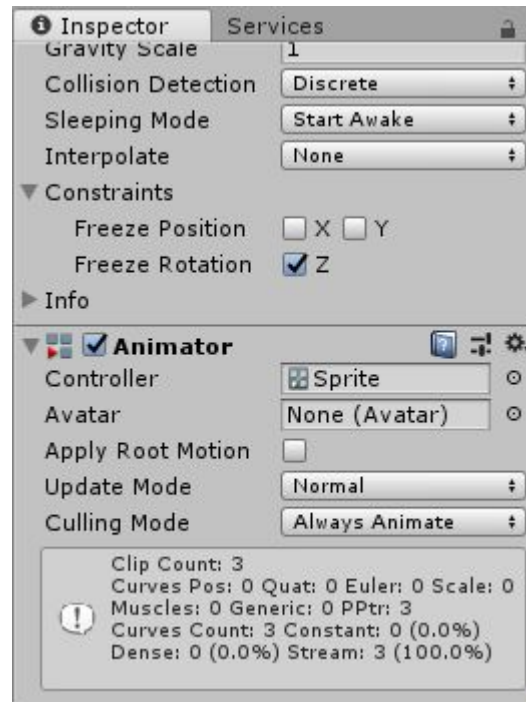 Inspector Services
Gravity Scale 1
Collision Detection Discrete
Sleeping Mode Start Awake
Interpolate None
Constraints
Freeze Position X Y
Freeze Rotation Z
Info
Animator
Controller Sprite
Avatar None (Avatar)
Apply Root Motion
Update Mode Normal
Culling Mode Always Animate
Clip Count: 3
Curves Pos: 0 Quat: 0 Euler: 0 Scale: 0
Muscles: 0 Generic: 0 PPtr: 3
Curves Count: 3 Constant: 0 (0.0%)
Dense: 0 (0.0%) Stream: 3 (100.0%)